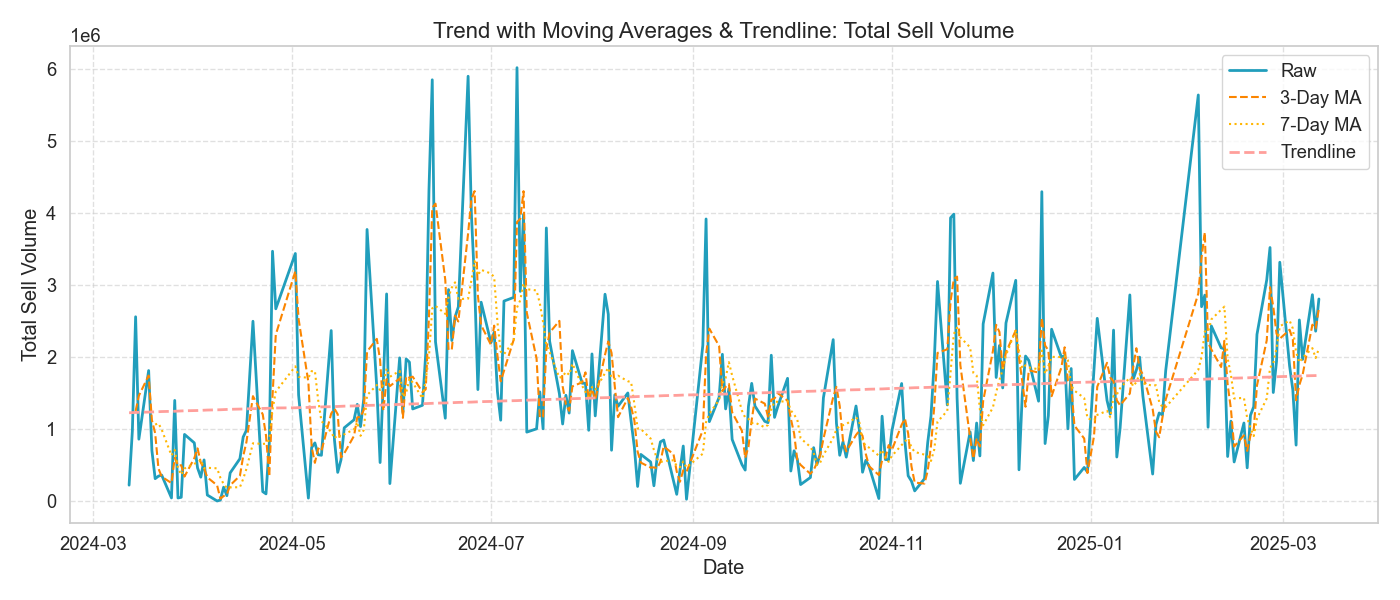 Trend with Moving Averages & Trendline: Total Sell Volume
1e6
Raw
3-Day MA
7-Day MA
Trendline
6
5
4
3
2
1
0
Total Sell Volume
2024-03
2024-05
2024-07
2024-09
2024-11
2025-01
2025-03
Date